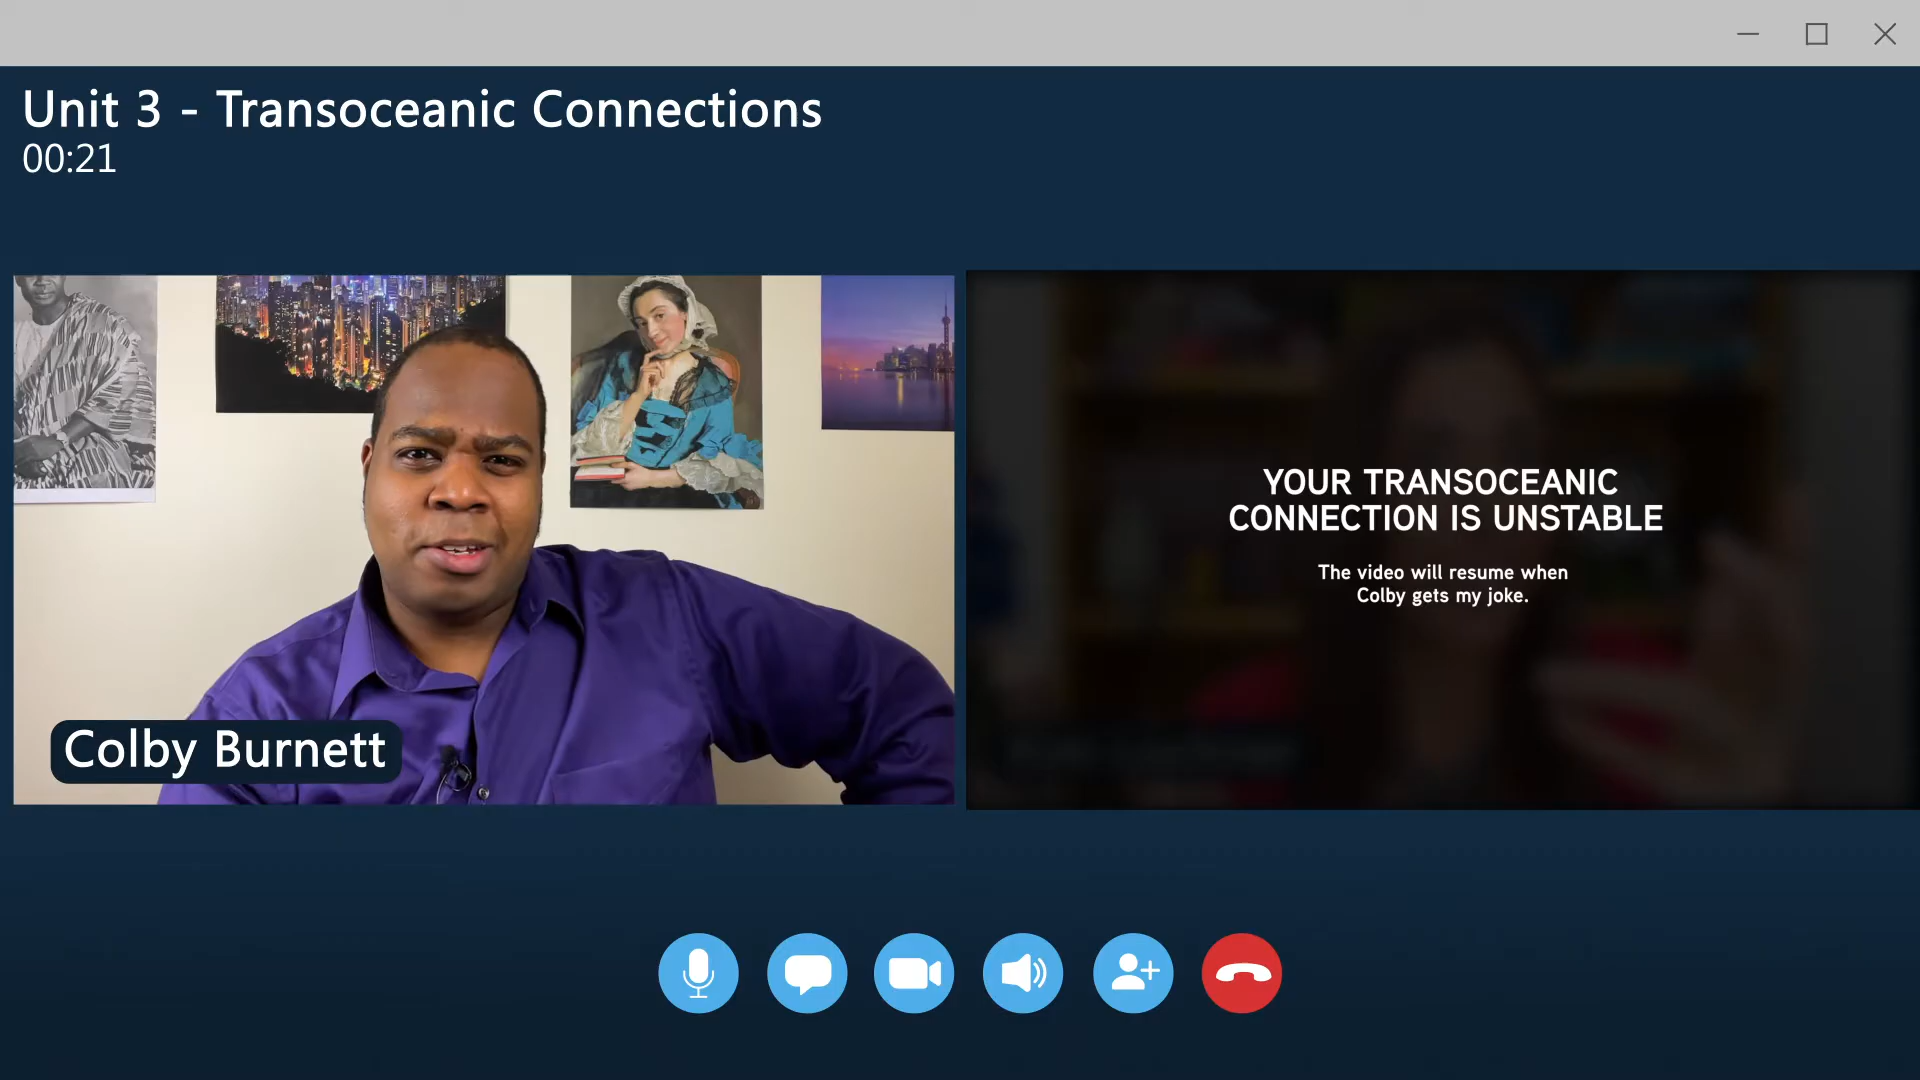 Unit 3 - Transoceanic Connections
00:21
Colby Burnett
YOUR TRANSOCEANIC
CONNECTION IS UNSTABLE
The video will resume when
Colby gets my joke.